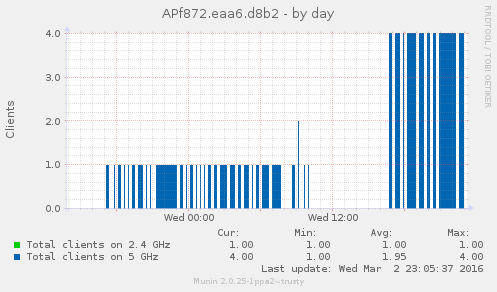 APf872.eaa6.d8b2 - by day
RRDTOOL / TOBI OETIKER
Clients
4.0
3.0
2.0
1.0
0.0
Wed 00:00 Wed 12:00
Cur: Min: Avg: Max:
Total clients on 2.4 GHz 1.00 1.00 1.00 1.00
Total clients on 5 GHz 4.00 1.00 1.95 4.00
Last update: Wed Mar 2 23:05:37 2016
Munin 2.0.25-1ppa2~trusty